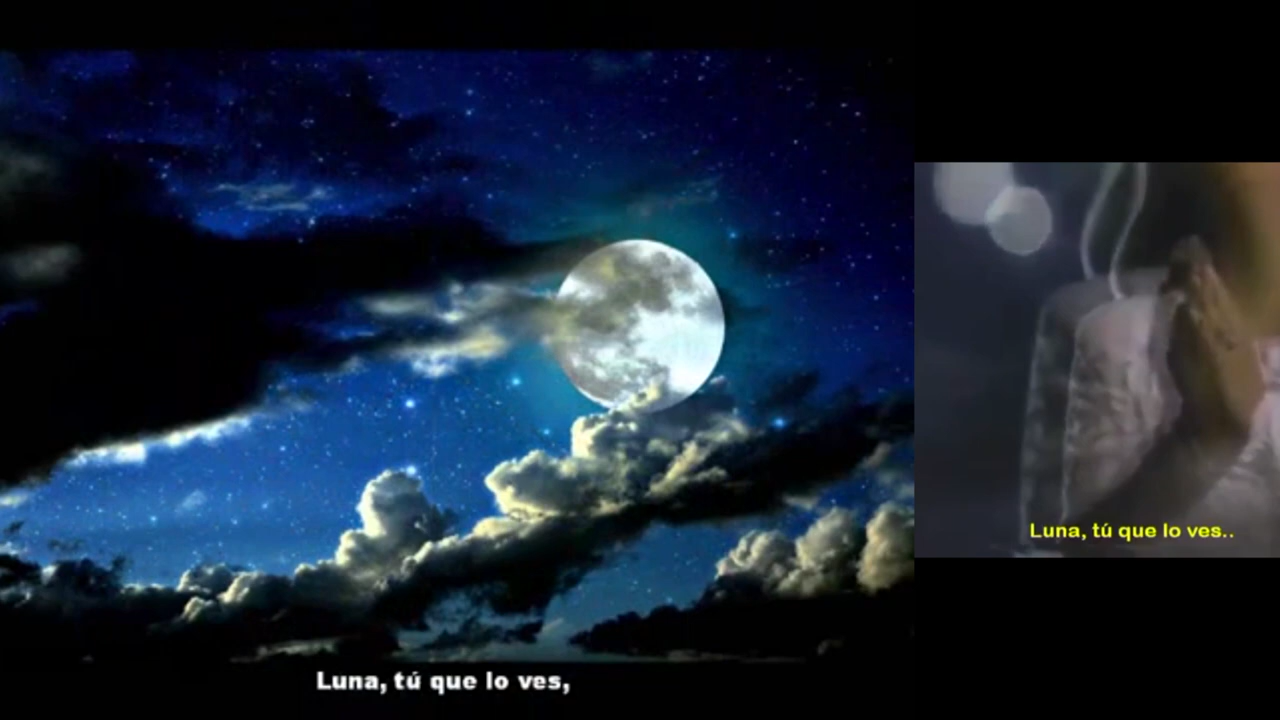 Luna, tú que lo ves,
Luna, tú que lo ves..